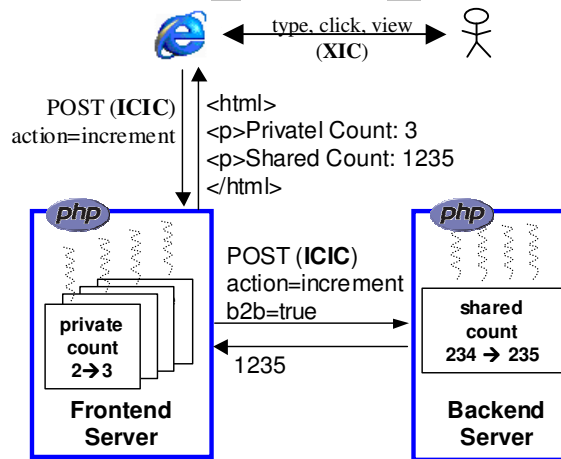 type, click, view
(XIC)
POST (ICIC)
action=increment
<html>
<p>Privatel Count: 3
<p>Shared Count: 1235
</html>
php
php
POST (ICIC)
action=increment
b2b=true
private
count
2→3
shared
count
234 → 235
1235
Frontend
Server
Backend
Server